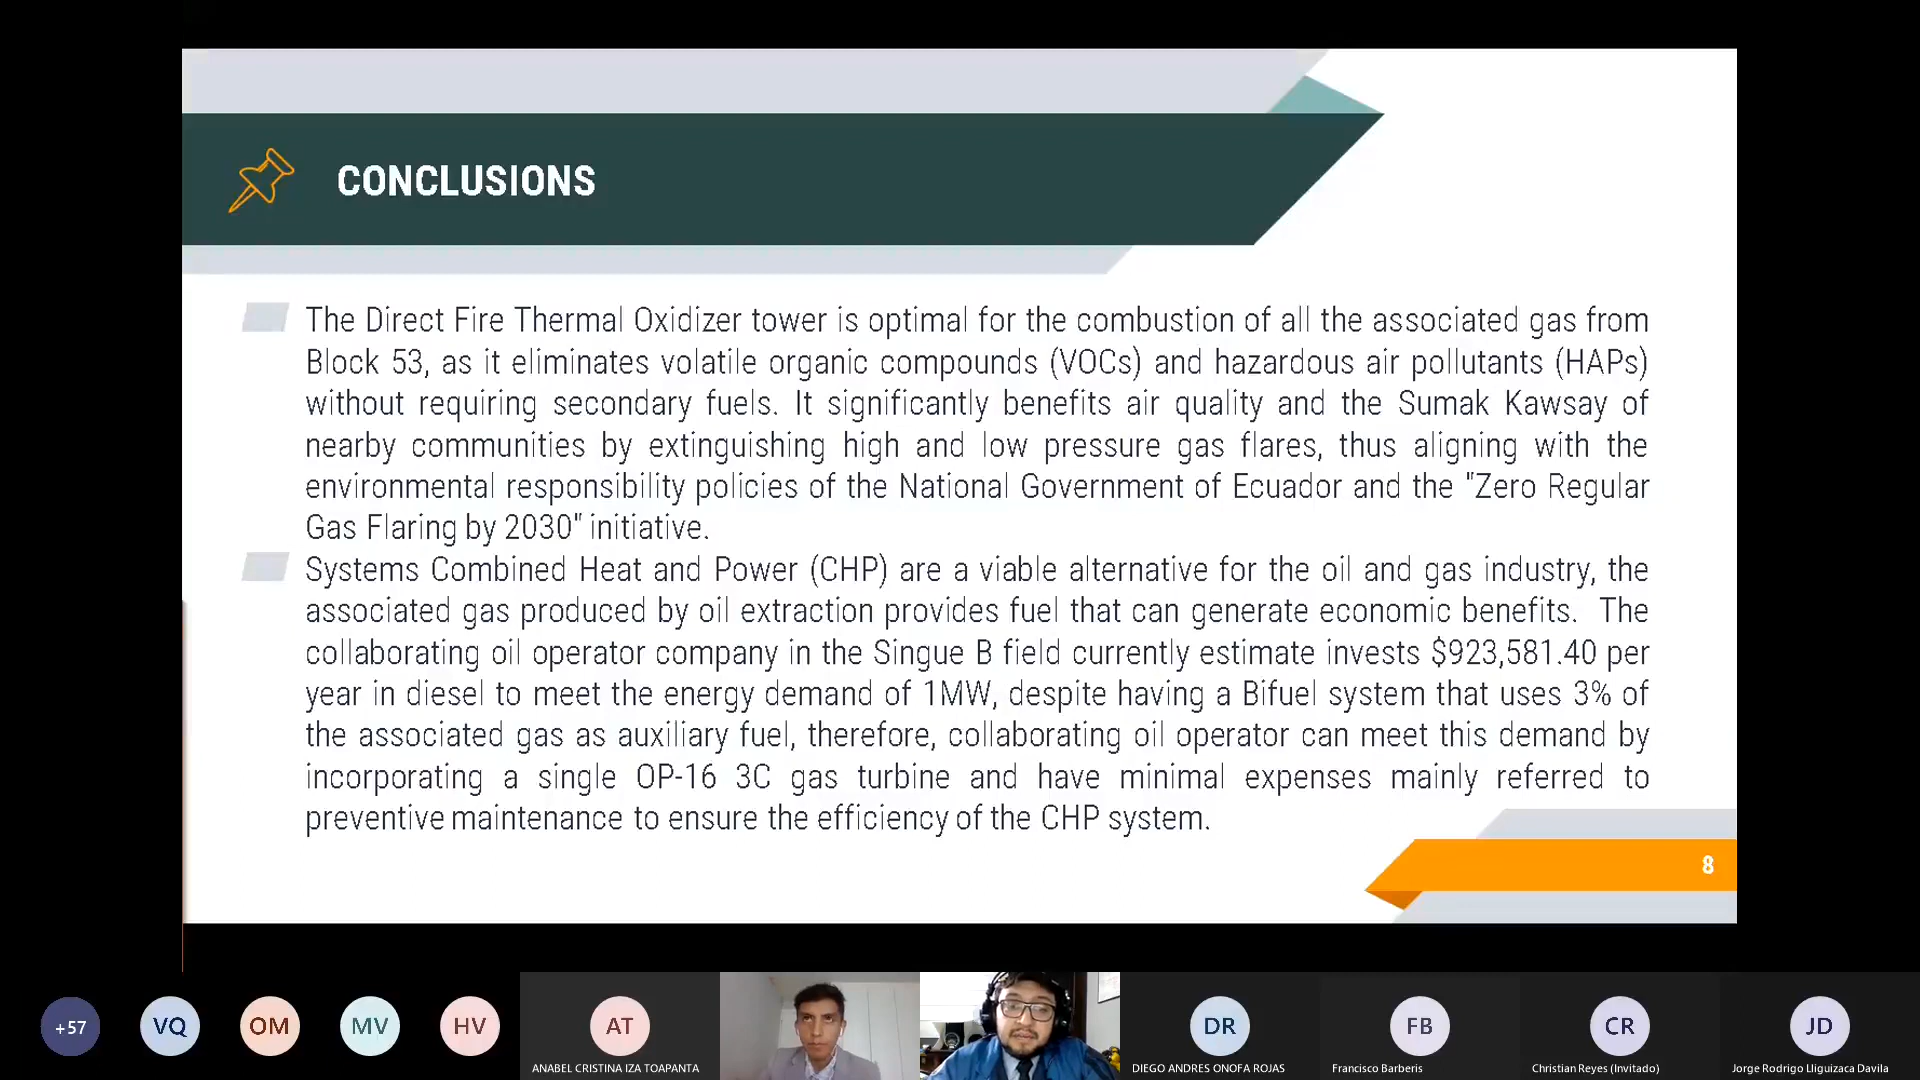 CONCLUSIONS
The Direct Fire Thermal Oxidizer tower is optimal for the combustion of all the associated gas from
Block 53, as it eliminates volatile organic compounds (VOCs) and hazardous air pollutants (HAPs)
without requiring secondary fuels. It significantly benefits air quality and the Sumak Kawsay of
nearby communities by extinguishing high and low pressure gas flares, thus aligning with the
environmental responsibility policies of the National Government of Ecuador and the "Zero Regular
Gas Flaring by 2030" initiative.
Systems Combined Heat and Power (CHP) are a viable alternative for the oil and gas industry, the
associated gas produced by oil extraction provides fuel that can generate economic benefits. The
collaborating oil operator company in the Singue B field currently estimate invests $923,581.40 per
year in diesel to meet the energy demand of 1MW, despite having a Bifuel system that uses 3% of
the associated gas as auxiliary fuel, therefore, collaborating oil operator can meet this demand by
incorporating a single OP-16 3C gas turbine and have minimal expenses mainly referred to
preventive maintenance to ensure the efficiency of the CHP system.
8
+57
VQ
OM
MV
HV
AT
DR
FB
CR
JD
ANABEL CRISTINA IZA TOAPANTA
DIEGO ANDRES ONOFA ROJAS
Francisco Barberis
Christian Reyes (Invitado)
Jorge Rodrigo Lliguizaca Davila